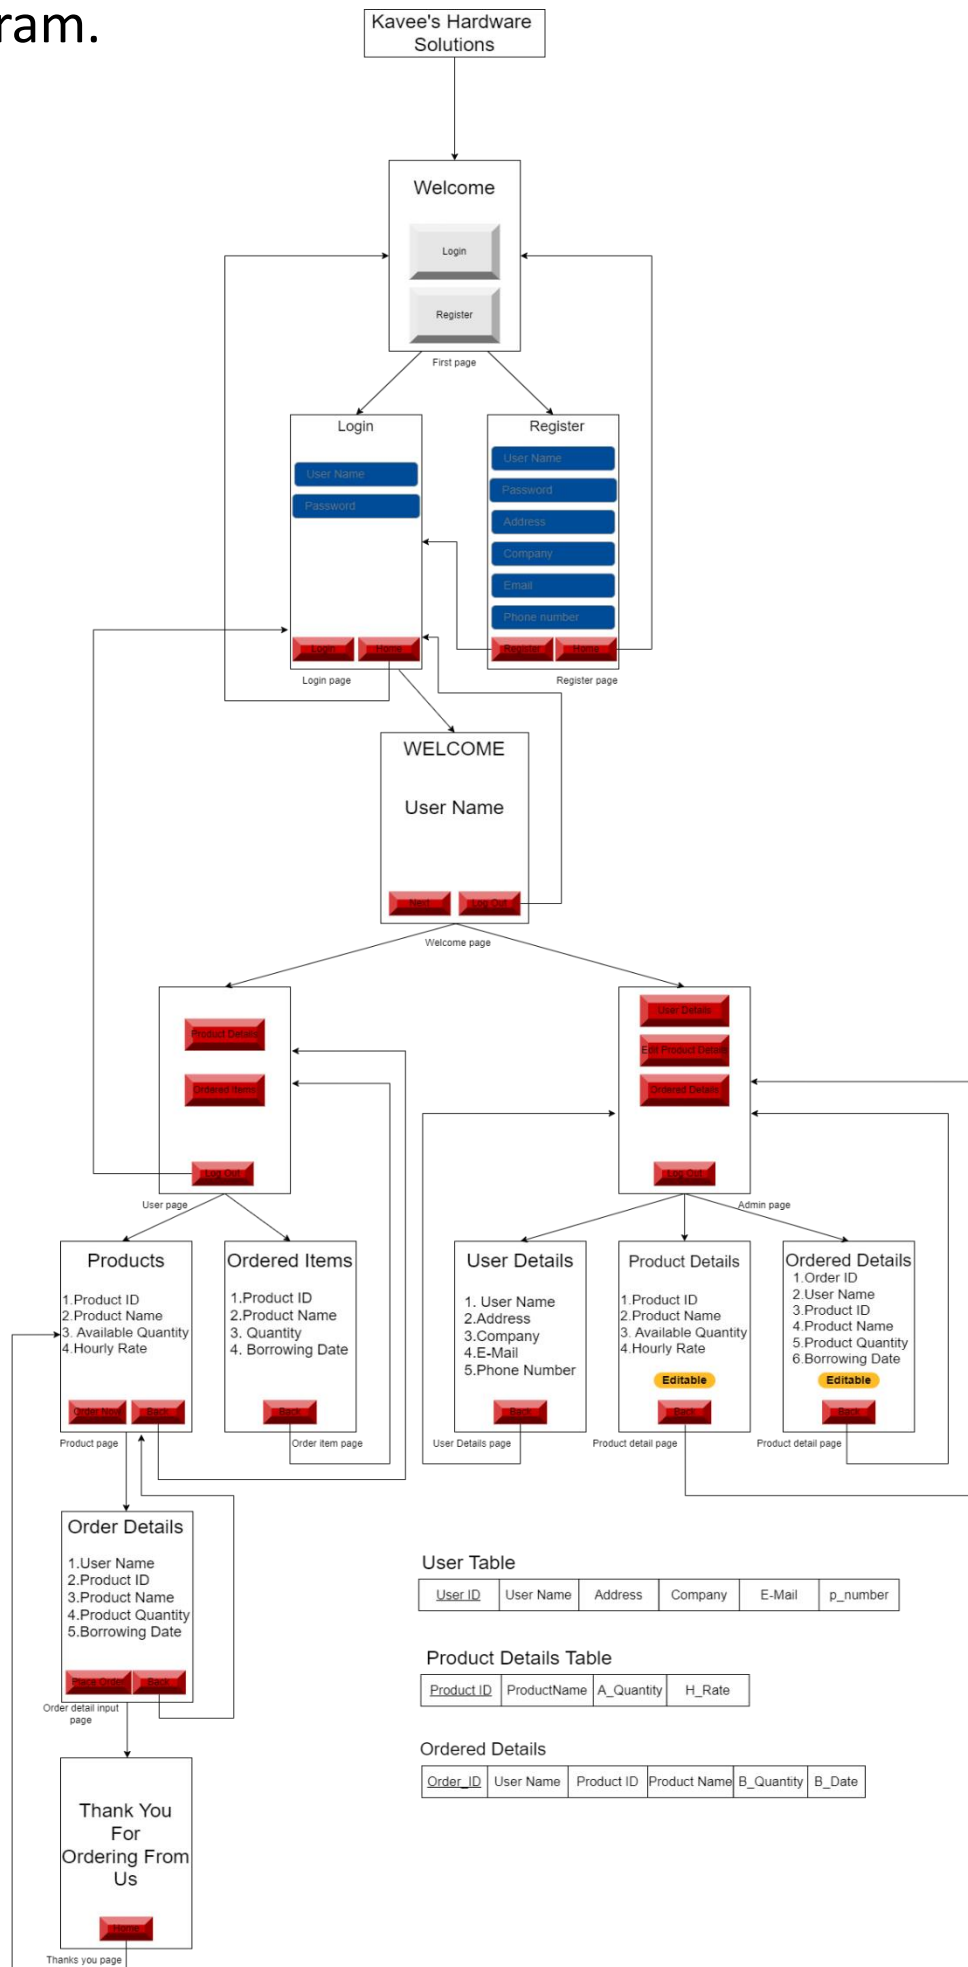 ram.
Kavee's Hardware
Solutions
Welcome
Login
Register
First page
Login
User Name
Password
Login
Home
Login page
Register
User Name
Password
Address
Company
Email
Phone number
Register
Home
Register page
WELCOME
User Name
Next
Log Out
Welcome page
Product Details
Ordered Items
Log Out
User page
User Details
Edit Product Details
Ordered Details
Log Out
Admin page
Products
1.Product ID
2.Product Name
3. Available Quantity
4.Hourly Rate
Order Now
Back
Product page
Ordered Items
1.Product ID
2.Product Name
3. Quantity
4. Borrowing Date
Back
Order item page
User Details
1. User Name
2.Address
3.Company
4.E-Mail
5.Phone Number
Back
User Details page
Product Details
1.Product ID
2.Product Name
3. Available Quantity
4.Hourly Rate
Editable
Back
Product detail page
Ordered Details
1.Order ID
2.User Name
3.Product ID
4.Product Name
5.Product Quantity
6.Borrowing Date
Editable
Back
Product detail page
Order Details
1.User Name
2.Product ID
3.Product Name
4.Product Quantity
5.Borrowing Date
Place Order
Back
Order detail input
page
Thank You
For
Ordering From
Us
Home
Thanks you page
User Table
User ID User Name Address Company E-Mail p_number
Product Details Table
Product ID ProductName A_Quantity H_Rate
Ordered Details
Order_ID User Name Product ID Product Name B_Quantity B_Date